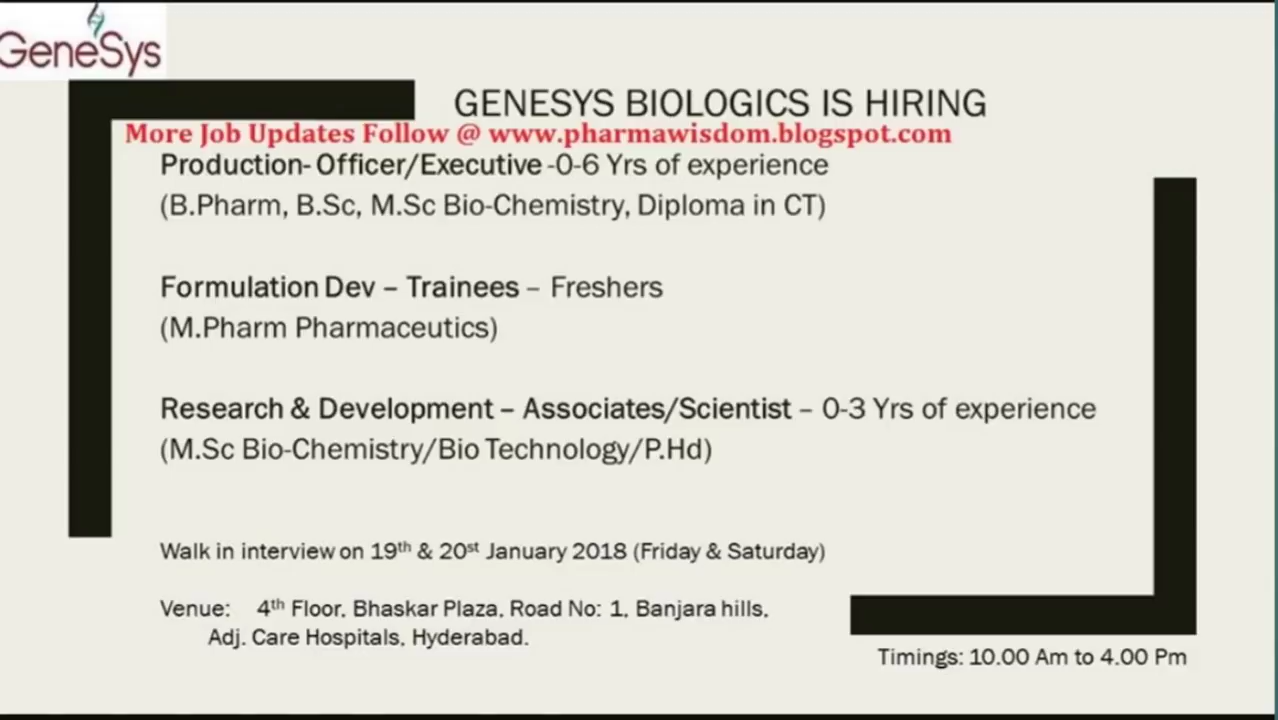 GeneSys
GENESYS BIOLOGICS IS HIRING
More Job Updates Follow @ www.pharmawisdom.blogspot.com
Production- Officer/Executive -0-6 Yrs of experience
(B.Pharm, B.Sc, M.Sc Bio-Chemistry, Diploma in CT)
Formulation Dev – Trainees – Freshers
(M.Pharm Pharmaceutics)
Research & Development – Associates/Scientist – 0-3 Yrs of experience
(M.Sc Bio-Chemistry/Bio Technology/P.Hd)
Walk in interview on 19th & 20st January 2018 (Friday & Saturday)
Venue: 4th Floor, Bhaskar Plaza, Road No: 1, Banjara hills,
Adj. Care Hospitals, Hyderabad.
Timings: 10.00 Am to 4.00 Pm